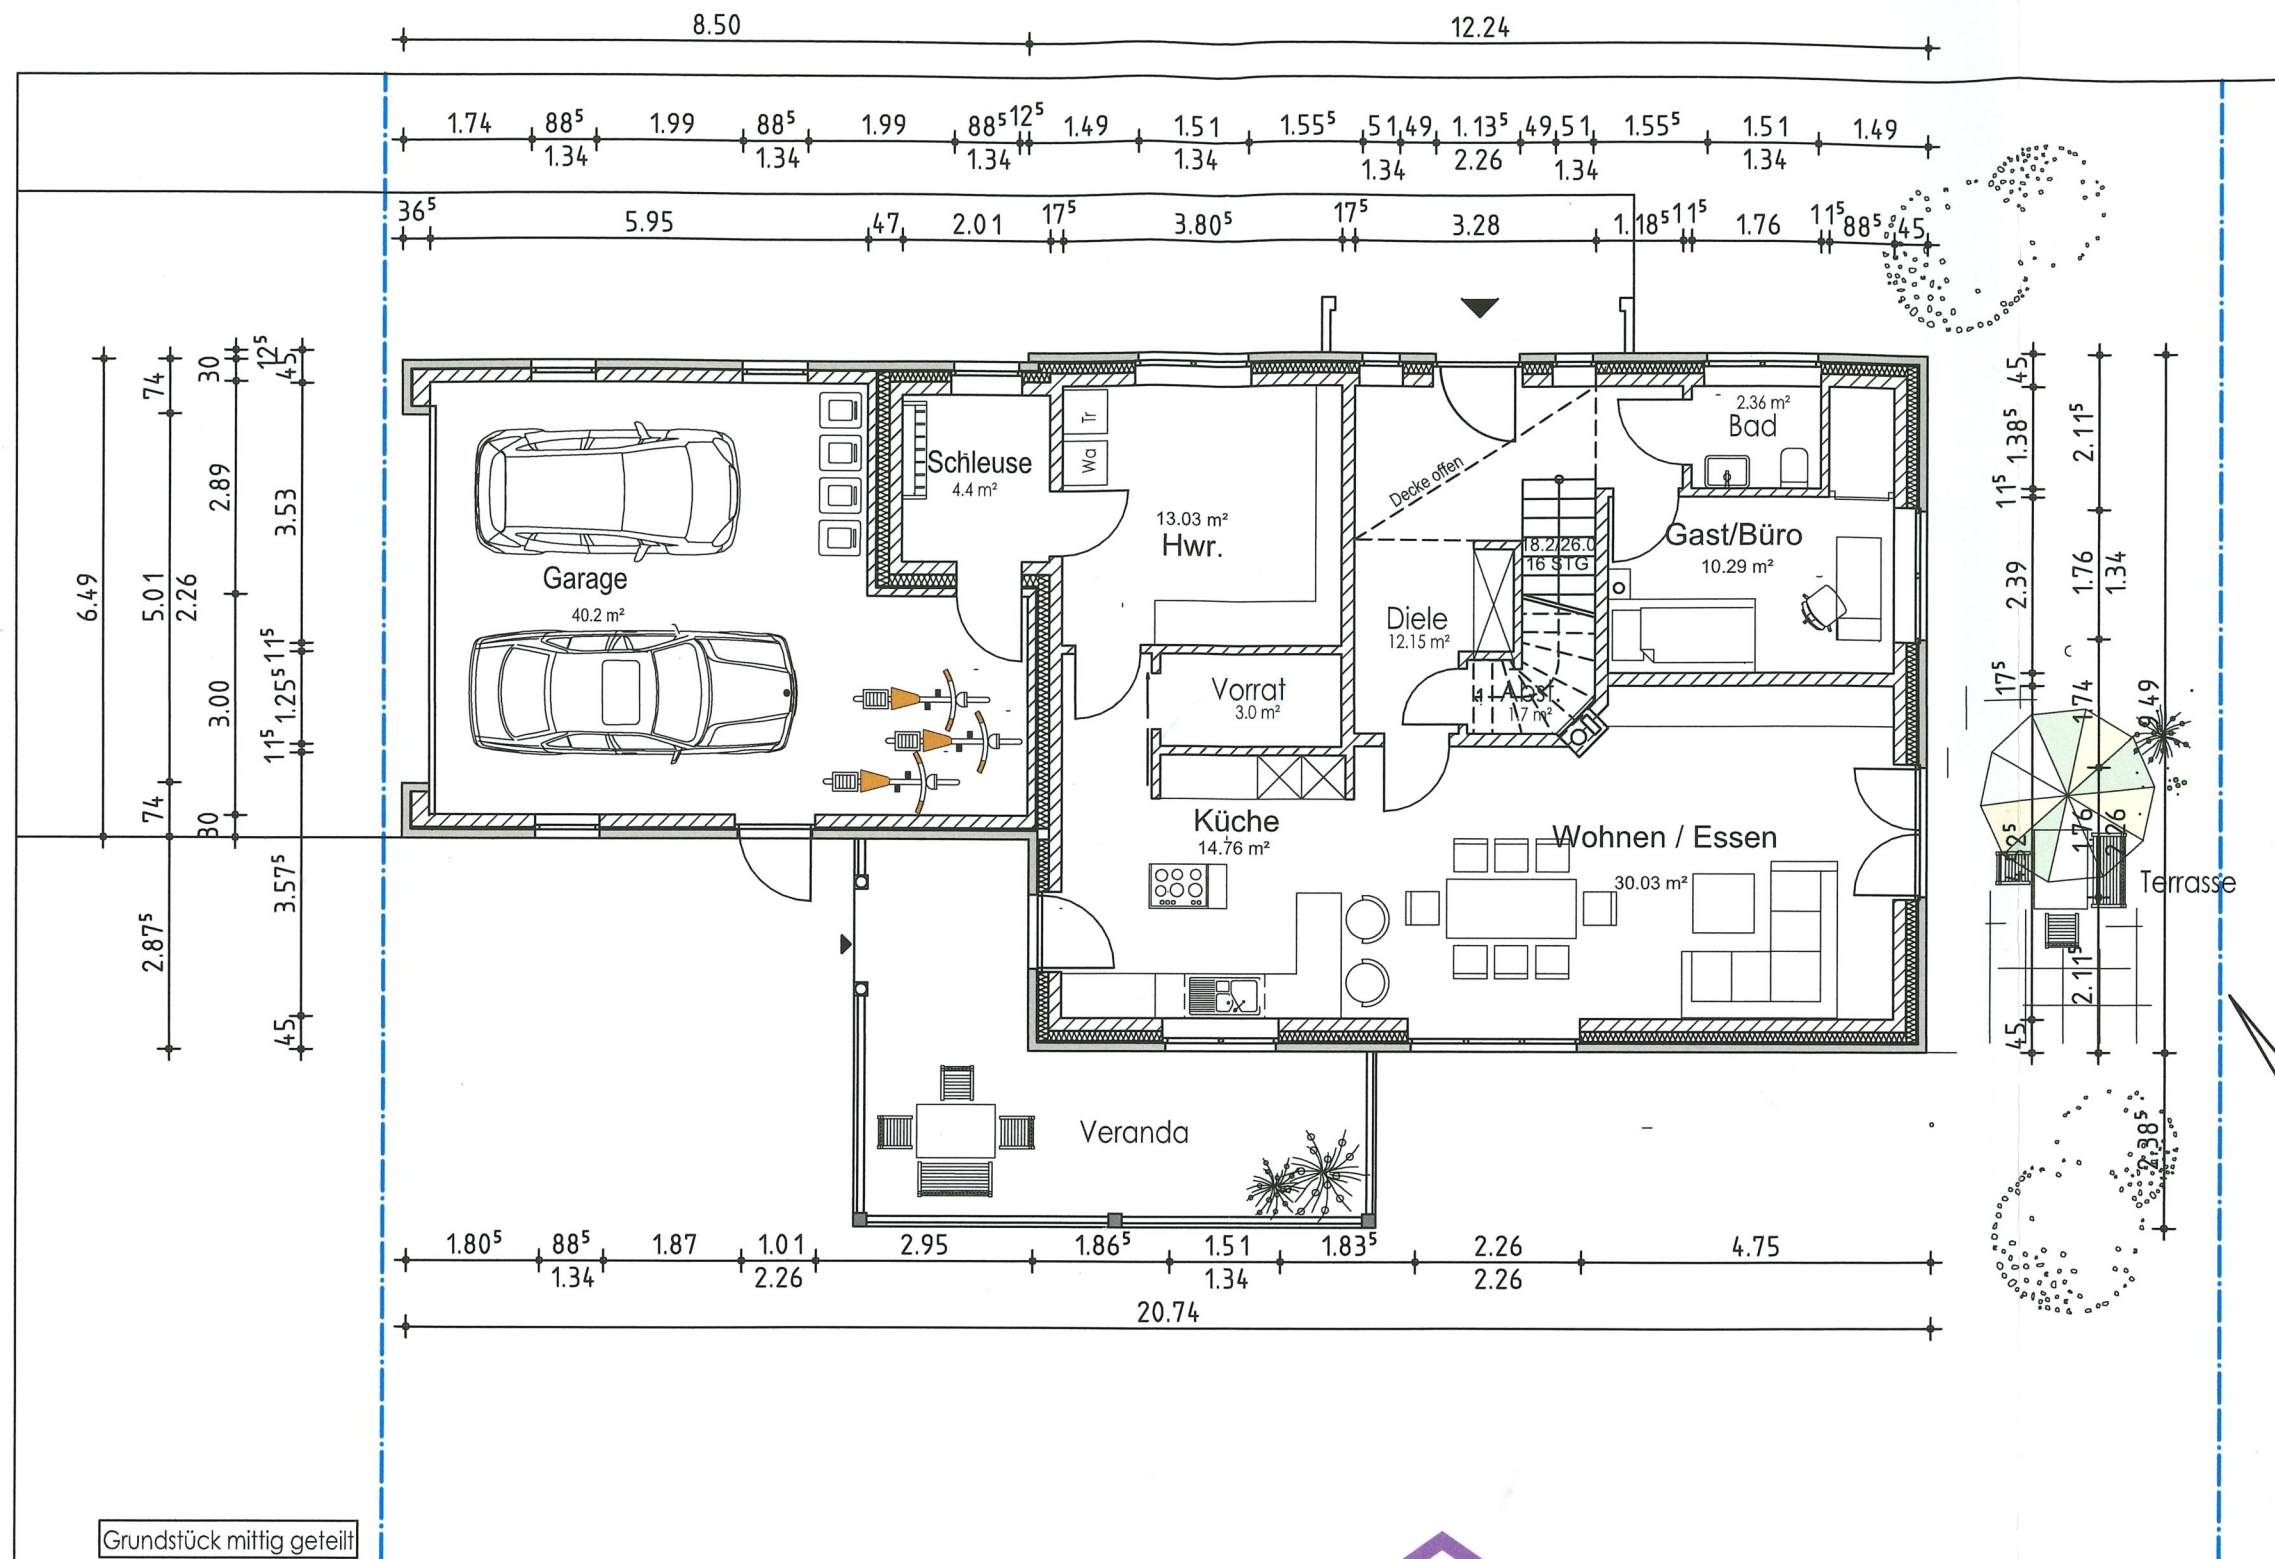 8.50 12.24
1.74 88⁵ 1.99 88⁵ 1.99 88⁵ 12⁵ 1.49 1.51 1.55⁵ 51 49 1.13⁵ 49 51 1.55⁵ 1.51 1.49
1.34 1.34 1.34 1.34 1.34 2.26 1.34 1.34
36⁵ 5.95 47 2.01 17⁵ 3.80⁵ 17⁵ 3.28 1.18⁵ 11⁵ 1.76 11⁵ 88⁵ 45
6.49
74 5.01 74 2.87⁵
2.26
30 2.89 3.00 30
12⁵
45 3.53 11⁵ 1.25⁵ 11⁵ 3.57⁵ 45
Garage
40.2 m²
Schleuse
4.4 m²
Tr
Wa
13.03 m²
Hwr.
Decke offen
2.36 m²
Bad
Gast/Büro
10.29 m²
18.2/26.0
16 STG
Diele
12.15 m²
Vorrat
3.0 m²
Abst.
1.7 m²
Küche
14.76 m²
Wohnen / Essen
30.03 m²
Terrasse
Veranda
45 1.38⁵ 11⁵ 2.39 17⁵ 45
2.11⁵ 1.76 1.74 1.76 2.11⁵
1.34 2.26
9.49 2.38⁵
1.80⁵ 88⁵ 1.87 1.01 2.95 1.86⁵ 1.51 1.83⁵ 2.26 4.75
1.34 2.26 1.34 2.26
20.74
Grundstück mittig geteilt